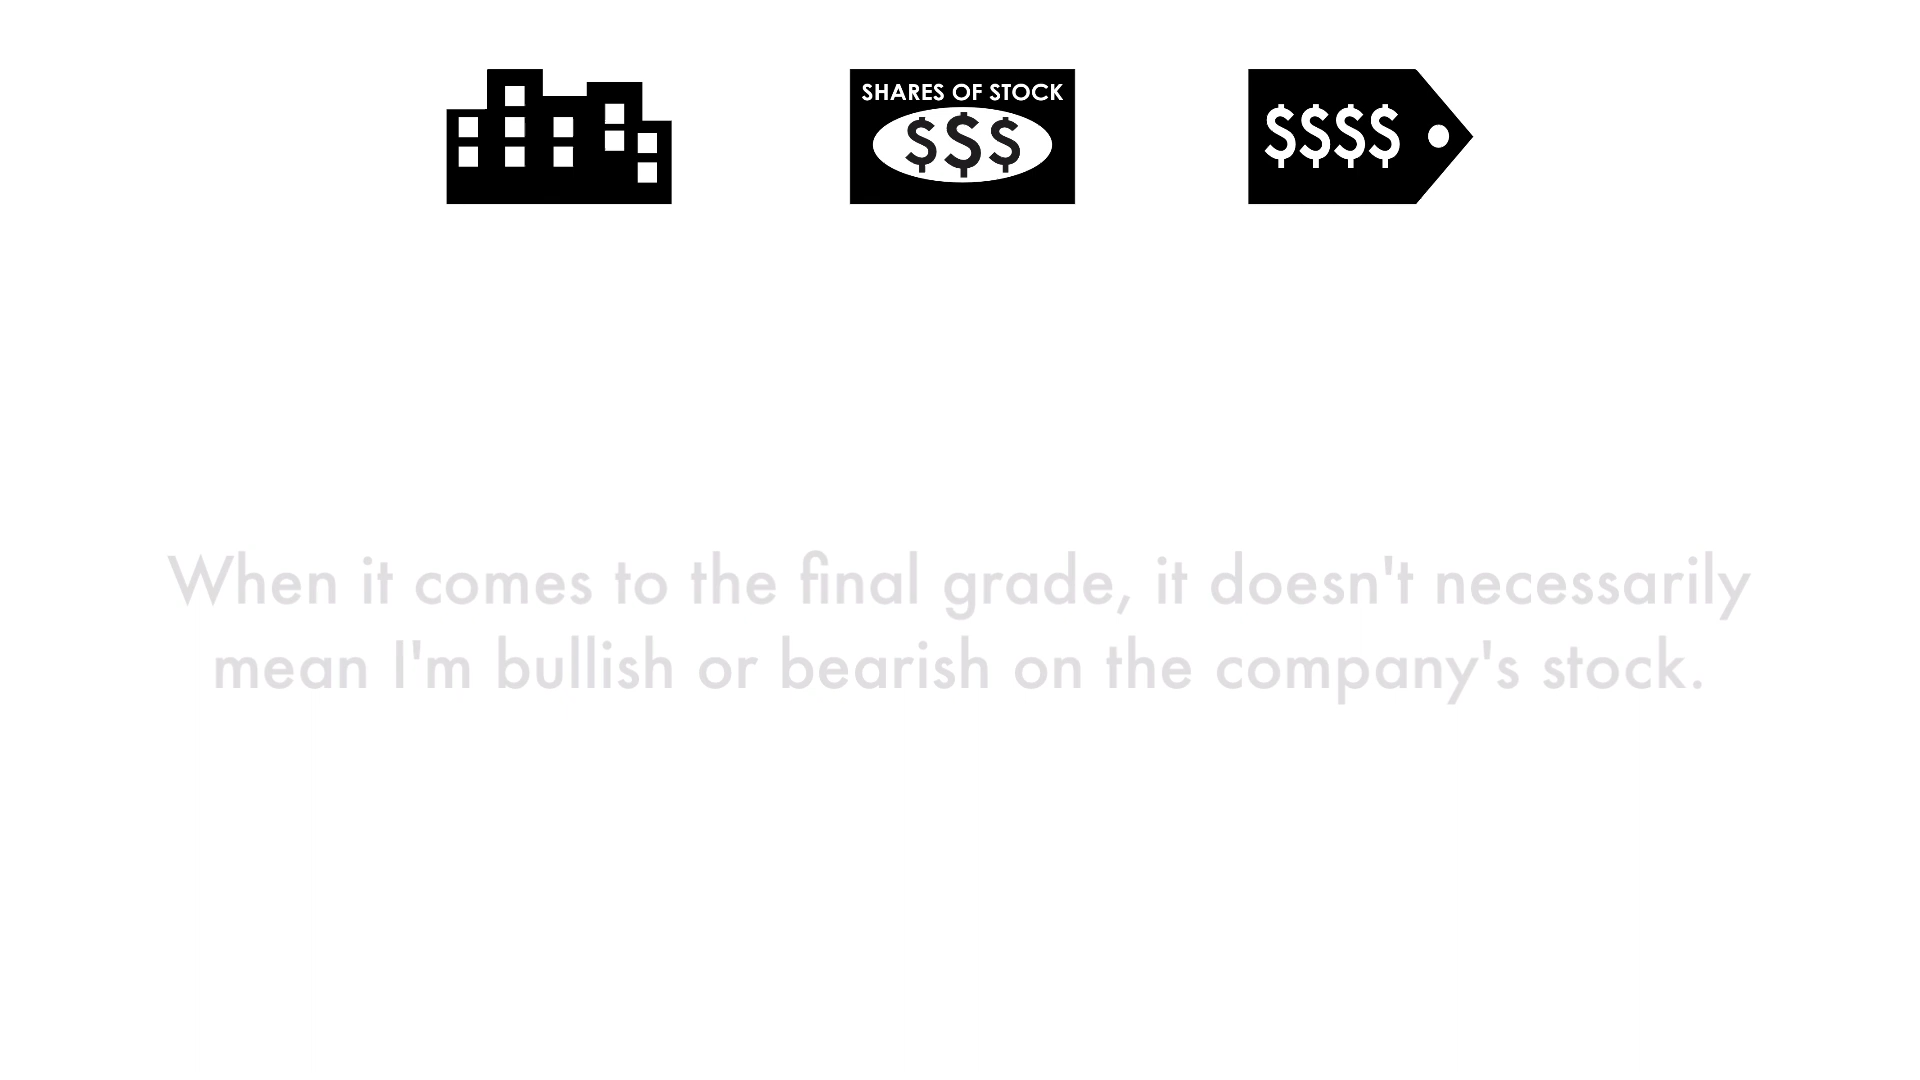 SHARES OF STOCK
$$$
$$$$
When it comes to the final grade, it doesn't necessarily
mean I'm bullish or bearish on the company's stock.